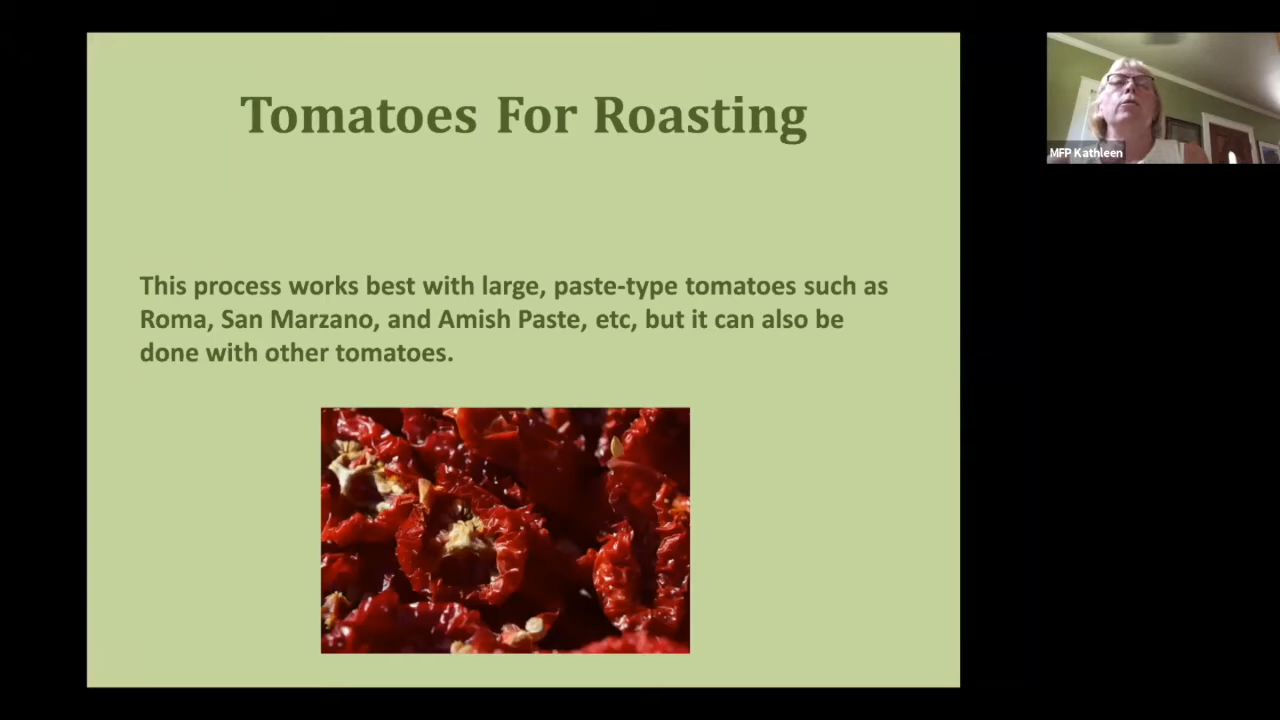 Tomatoes For Roasting
MFP Kathleen
This process works best with large, paste-type tomatoes such as
Roma, San Marzano, and Amish Paste, etc, but it can also be
done with other tomatoes.